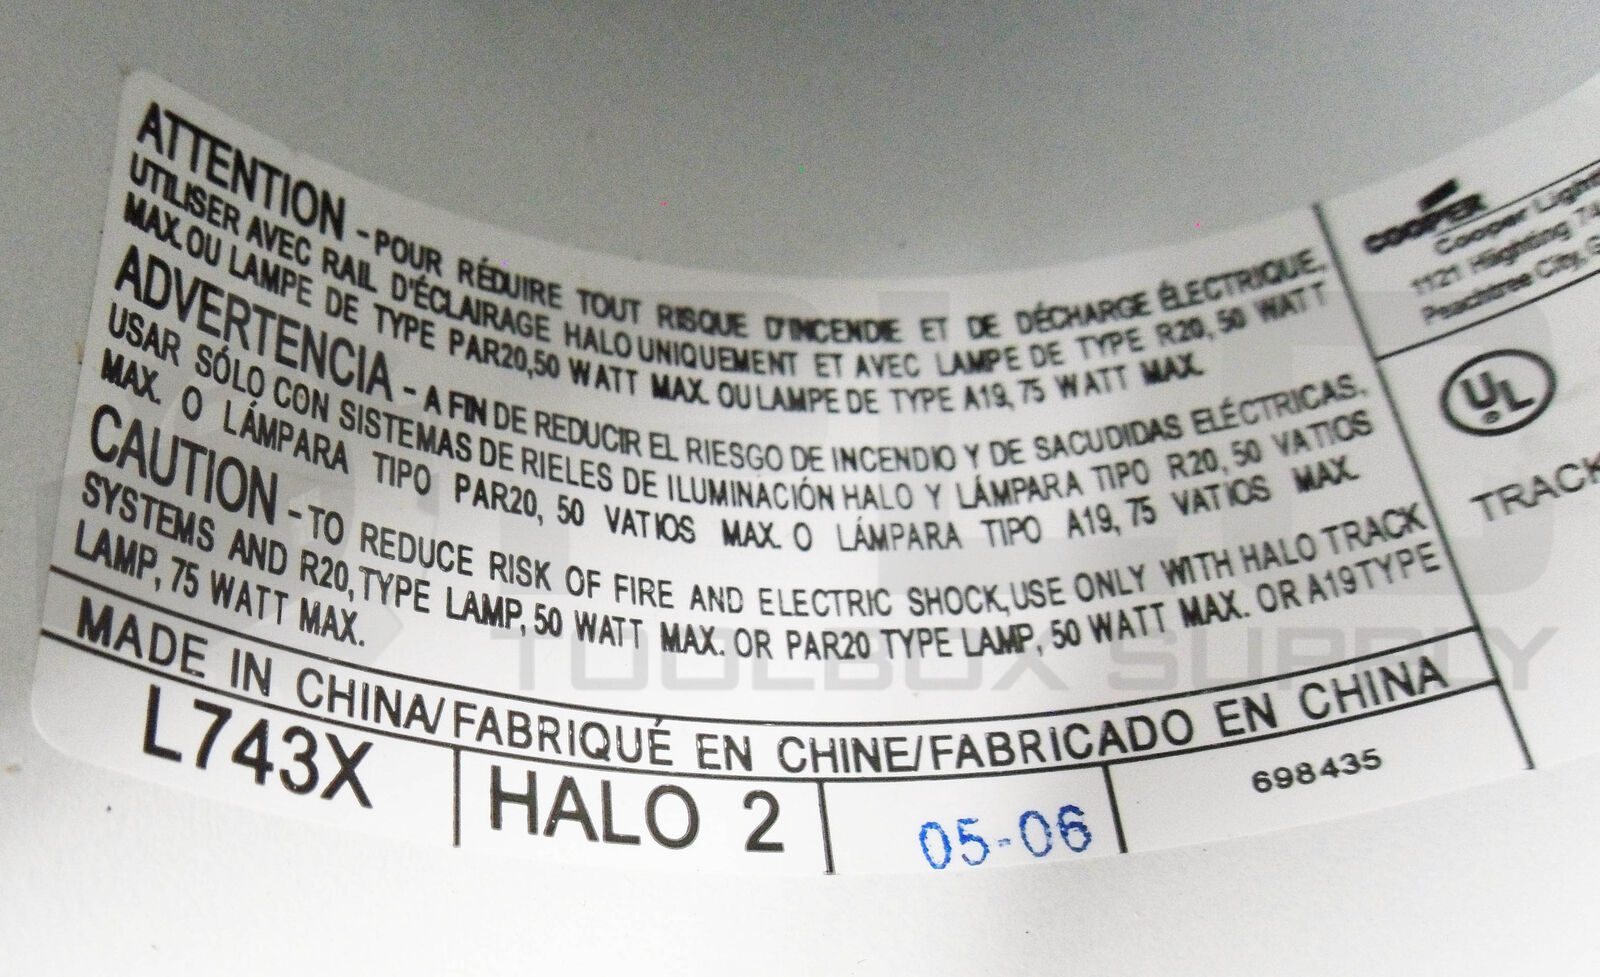 ATTENTION - POUR RÉDUIRE TOUT RISQUE D'INCENDIE ET DE DÉCHARGE ÉLECTRIQUE,
UTILISER AVEC RAIL D'ÉCLAIRAGE HALO UNIQUEMENT ET AVEC LAMPE DE TYPE R20, 50 WATT
MAX. OU LAMPE DE TYPE PAR20,50 WATT MAX. OU LAMPE DE TYPE A19, 75 WATT MAX.
ADVERTENCIA - A FIN DE REDUCIR EL RIESGO DE INCENDIO Y DE SACUDIDAS ELÉCTRICAS,
USAR SÓLO CON SISTEMAS DE RIELES DE ILUMINACIÓN HALO Y LÁMPARA TIPO R20, 50 VATIOS
MAX. O LÁMPARA TIPO PAR20, 50 VATIOS MAX. O LÁMPARA TIPO A19, 75 VATIOS MAX.
CAUTION - TO REDUCE RISK OF FIRE AND ELECTRIC SHOCK, USE ONLY WITH HALO TRACK
SYSTEMS AND R20, TYPE LAMP, 50 WATT MAX. OR PAR20 TYPE LAMP, 50 WATT MAX. OR A19 TYPE
LAMP, 75 WATT MAX.
MADE IN CHINA/FABRIQUÉ EN CHINE/FABRICADO EN CHINA
L743X HALO 2 05-06 698435
COOPER
Cooper
1121 Highting
Peachtree City,
UL
®
TRACK
TOOLBOX SUPPLY